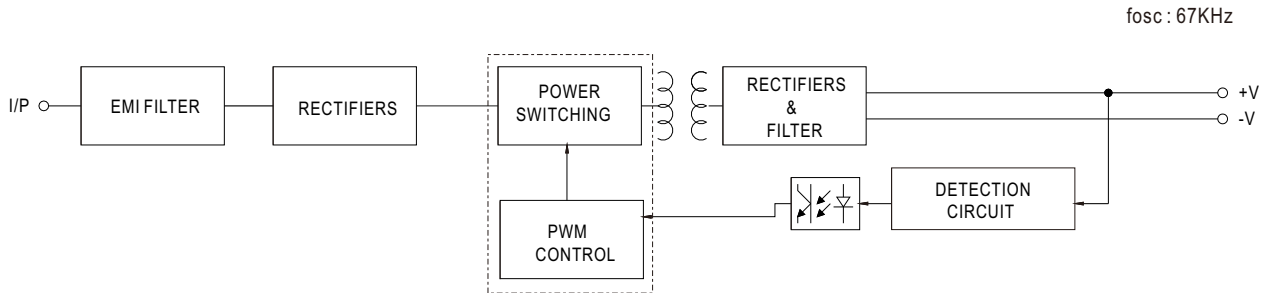 fosc : 67KHz
I/P
EMI FILTER
RECTIFIERS
POWER
SWITCHING
RECTIFIERS
&
FILTER
+V
-V
PWM
CONTROL
DETECTION
CIRCUIT